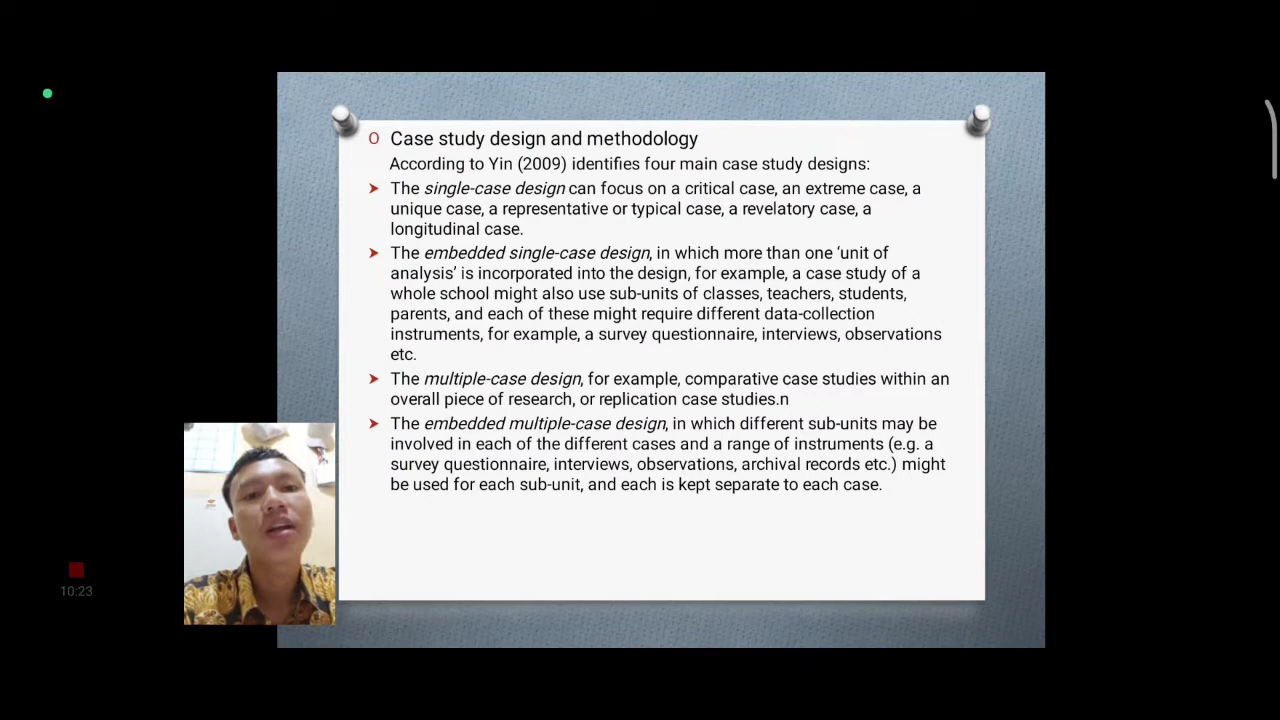 O Case study design and methodology
According to Yin (2009) identifies four main case study designs:
➤ The single-case design can focus on a critical case, an extreme case, a
unique case, a representative or typical case, a revelatory case, a
longitudinal case.
➤ The embedded single-case design, in which more than one ‘unit of
analysis’ is incorporated into the design, for example, a case study of a
whole school might also use sub-units of classes, teachers, students,
parents, and each of these might require different data-collection
instruments, for example, a survey questionnaire, interviews, observations
etc.
➤ The multiple-case design, for example, comparative case studies within an
overall piece of research, or replication case studies.n
➤ The embedded multiple-case design, in which different sub-units may be
involved in each of the different cases and a range of instruments (e.g. a
survey questionnaire, interviews, observations, archival records etc.) might
be used for each sub-unit, and each is kept separate to each case.
10:23